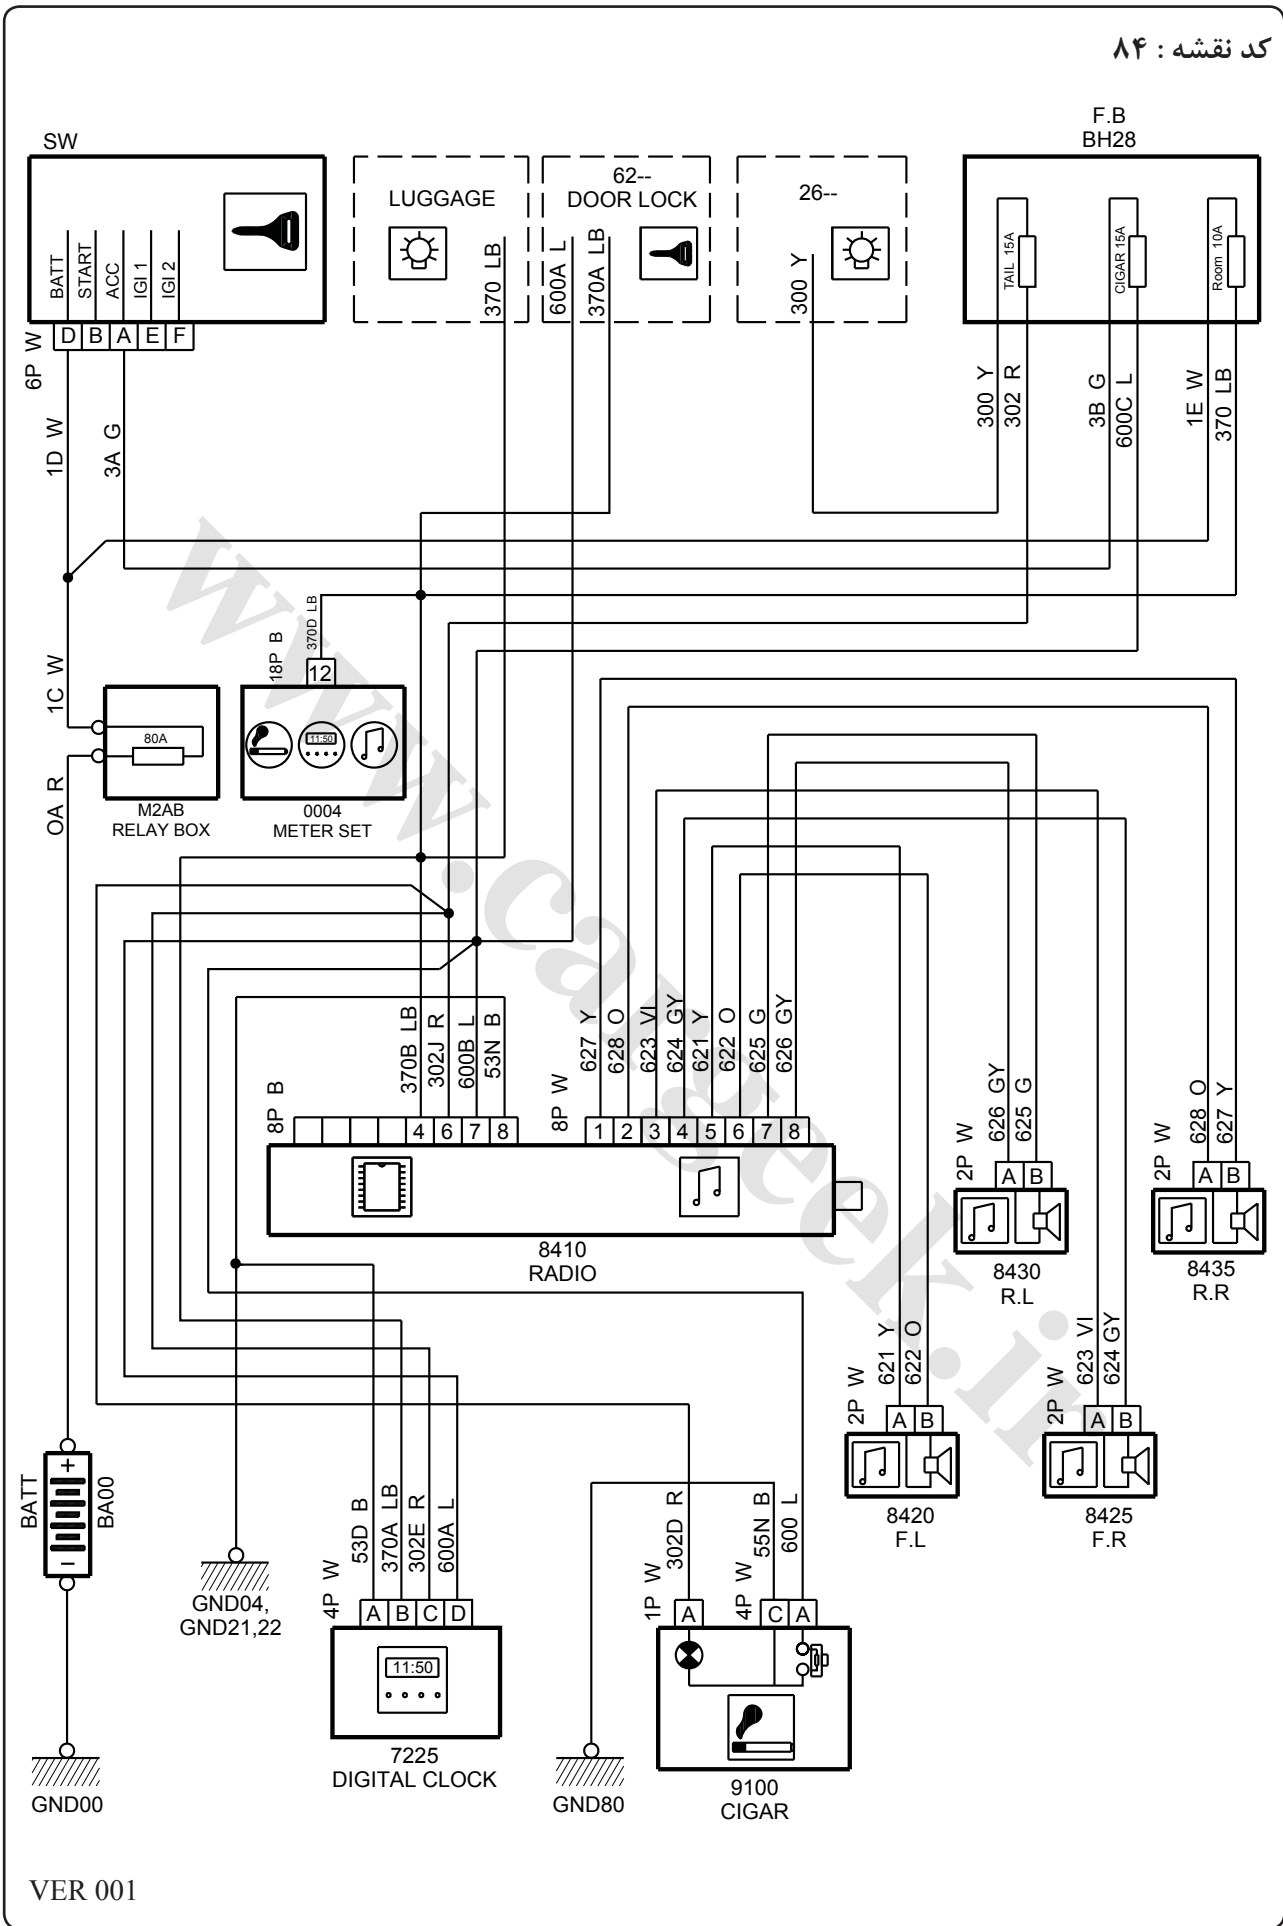 کد نقشه : ۸۴
SW
BATT
START
ACC
IGI 1
IGI 2
D B A E F
6P W
LUGGAGE
370 LB
62--
DOOR LOCK
600A L
370A LB
26--
300 Y
F.B
BH28
TAIL 15A
CIGAR 15A
Room 10A
300 Y
302 R
3B G
600C L
1E W
370 LB
1D W
3A G
1C W
OA R
80A
M2AB
RELAY BOX
18P B
370D LB
12
11:50
0004
METER SET
www.cargeek.ir
370B LB
302J R
600B L
53N B
8P B
4 6 7 8
627 Y
628 O
623 VI
624 GY
621 Y
622 O
625 G
626 GY
8P W
1 2 3 4 5 6 7 8
8410
RADIO
626 GY
625 G
2P W
A B
8430
R.L
628 O
627 Y
2P W
A B
8435
R.R
621 Y
622 O
2P W
A B
8420
F.L
623 VI
624 GY
2P W
A B
8425
F.R
BATT
+
−
BA00
GND00
GND04,
GND21,22
53D B
370A LB
302E R
600A L
4P W
A B C D
11:50
7225
DIGITAL CLOCK
GND80
302D R
1P W
A
55N B
600 L
4P W
C A
9100
CIGAR
VER 001